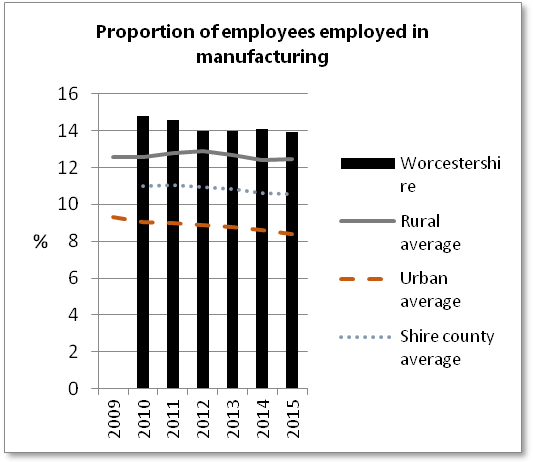 Proportion of employees employed in
manufacturing
16
14
12
10
8
6
4
2
0
%
2009
2010
2011
2012
2013
2014
2015
Worcestershi
re
Rural
average
Urban
average
Shire county
average